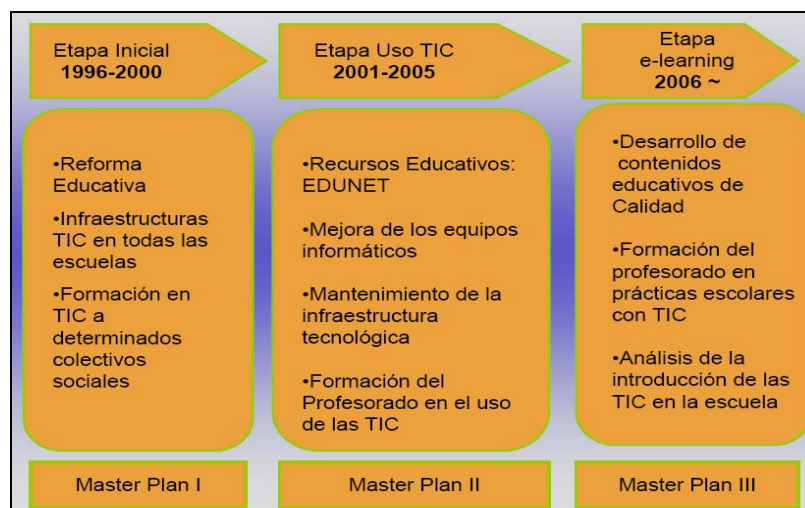 Etapa Inicial
1996-2000
Etapa Uso TIC
2001-2005
Etapa
e-learning
2006 ~
•Reforma
Educativa
•Infraestructuras
TIC en todas las
escuelas
•Formación en
TIC a
determinados
colectivos
sociales
•Recursos Educativos:
EDUNET
•Mejora de los equipos
informáticos
•Mantenimiento de la
infraestructura
tecnológica
•Formación del
Profesorado en el uso
de las TIC
•Desarrollo de
contenidos
educativos de
Calidad
•Formación del
profesorado en
prácticas escolares
con TIC
•Análisis de la
introducción de las
TIC en la escuela
Master Plan I
Master Plan II
Master Plan III